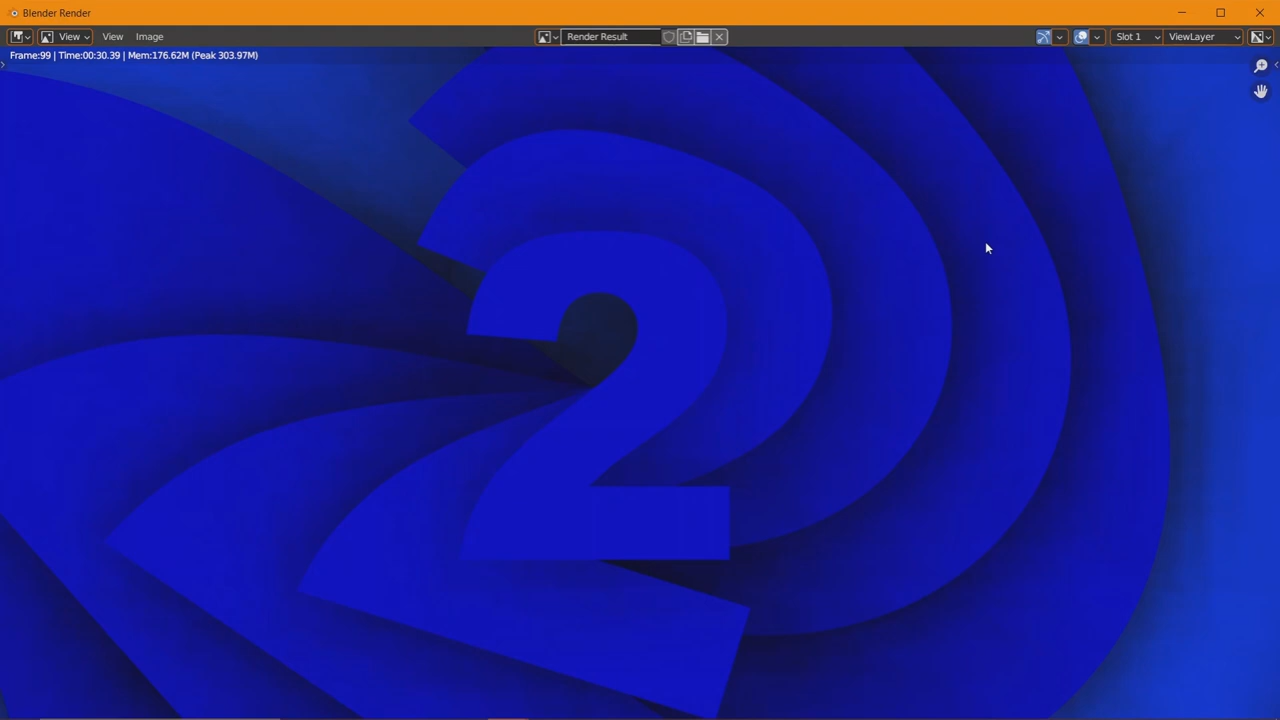 Blender Render
View View Image Render Result Slot 1 ViewLayer
Frame:99 | Time:00:30.39 | Mem:176.62M (Peak 303.97M)
2